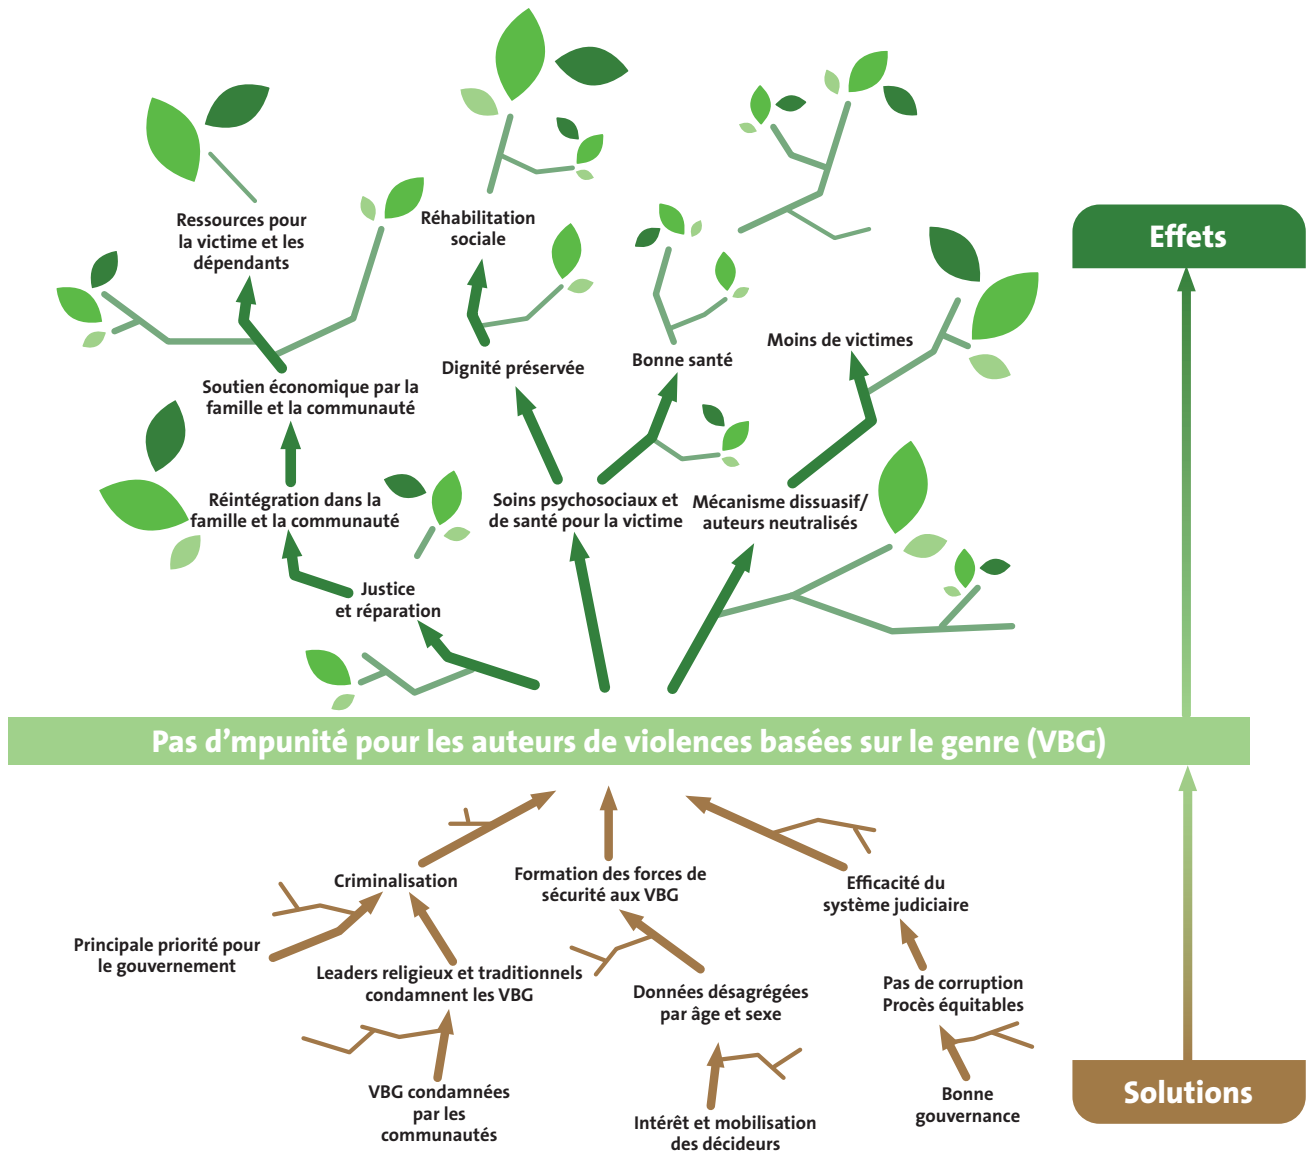 Ressources pour
la victime et les
dépendants
Réhabilitation
sociale
Effets
Moins de victimes
Bonne santé
Dignité préservée
Soutien économique par la
famille et la communauté
Réintégration dans la
famille et la communauté
Soins psychosociaux et
de santé pour la victime
Mécanisme dissuasif/
auteurs neutralisés
Justice
et réparation
Pas d’mpunité pour les auteurs de violences basées sur le genre (VBG)
Criminalisation
Formation des forces de
sécurité aux VBG
Efficacité du
système judiciaire
Principale priorité pour
le gouvernement
Leaders religieux et traditionnels
condamnent les VBG
Données désagrégées
par âge et sexe
Pas de corruption
Procès équitables
VBG condamnées
par les
communautés
Intérêt et mobilisation
des décideurs
Bonne
gouvernance
Solutions